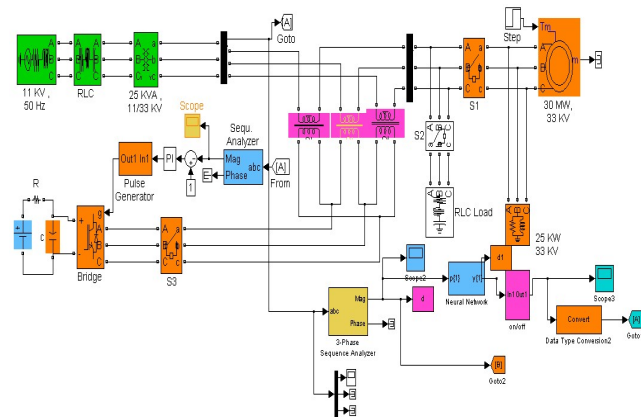 [A]
Goto
Step
Tm
A
B
C
m
A
B
C
a
b
c
11 KV ,
50 Hz
RLC
25 KVA ,
11/33 KV
S1
30 MW,
33 KV
Scope
Sequ.
Analyzer
Mag
Phase
abc
[A]
From
PI
1
Out1 In1
Pulse
Generator
S2
RLC Load
R
C
g
+
-
A
B
C
Bridge
S3
25 KW
33 KV
Scope2
d1
p{1}
y{1}
Neural Network
In1 Out1
on/off
Scope3
d
abc
Mag
Phase
3-Phase
Sequence Analyzer
Convert
Data Type Conversion2
[A]
Goto
[B]
Goto2